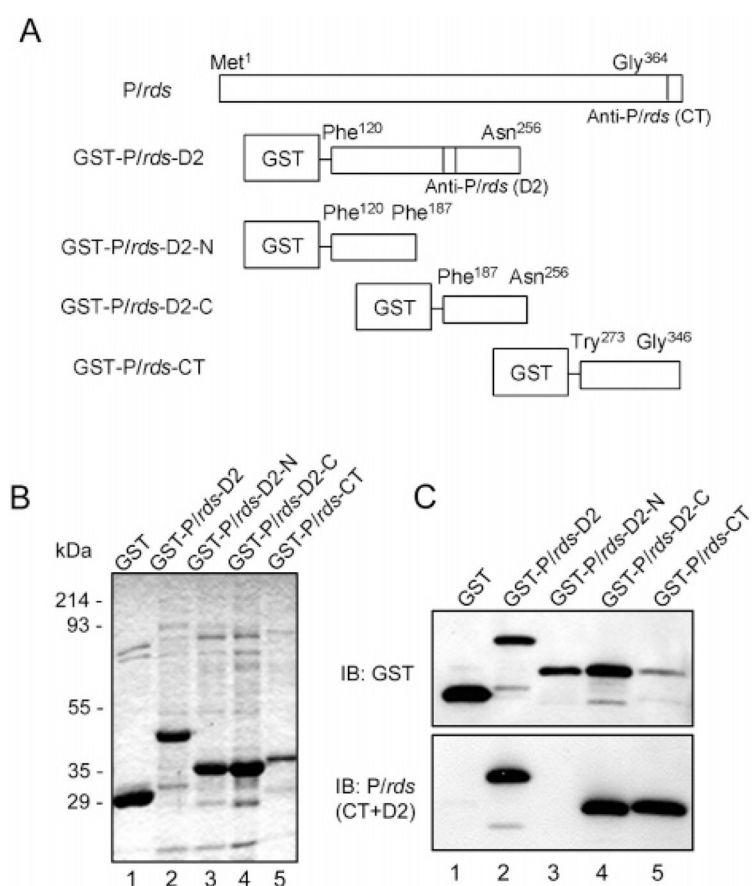 A
Met1 Gly364
P/rds
Anti-P/rds (CT)
Phe120 Asn256
GST-P/rds-D2 GST
Anti-P/rds (D2)
Phe120 Phe187
GST-P/rds-D2-N GST
Phe187 Asn256
GST-P/rds-D2-C GST
Try273 Gly346
GST-P/rds-CT GST
B
kDa
GST
GST-P/rds-D2
GST-P/rds-D2-N
GST-P/rds-D2-C
GST-P/rds-CT
214 -
93 -
55 -
35 -
29 -
1 2 3 4 5
C
GST
GST-P/rds-D2
GST-P/rds-D2-N
GST-P/rds-D2-C
GST-P/rds-CT
IB: GST
IB: P/rds
(CT+D2)
1 2 3 4 5